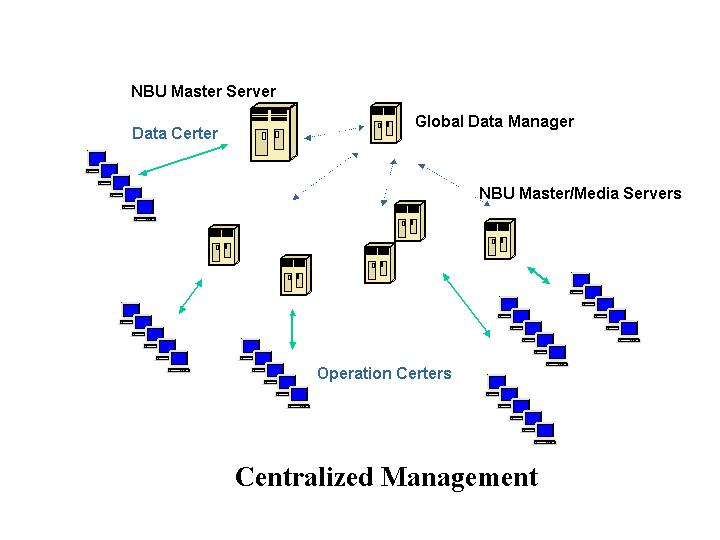 NBU Master Server
Global Data Manager
Data Certer
NBU Master/Media Servers
Operation Certers
Centralized Management